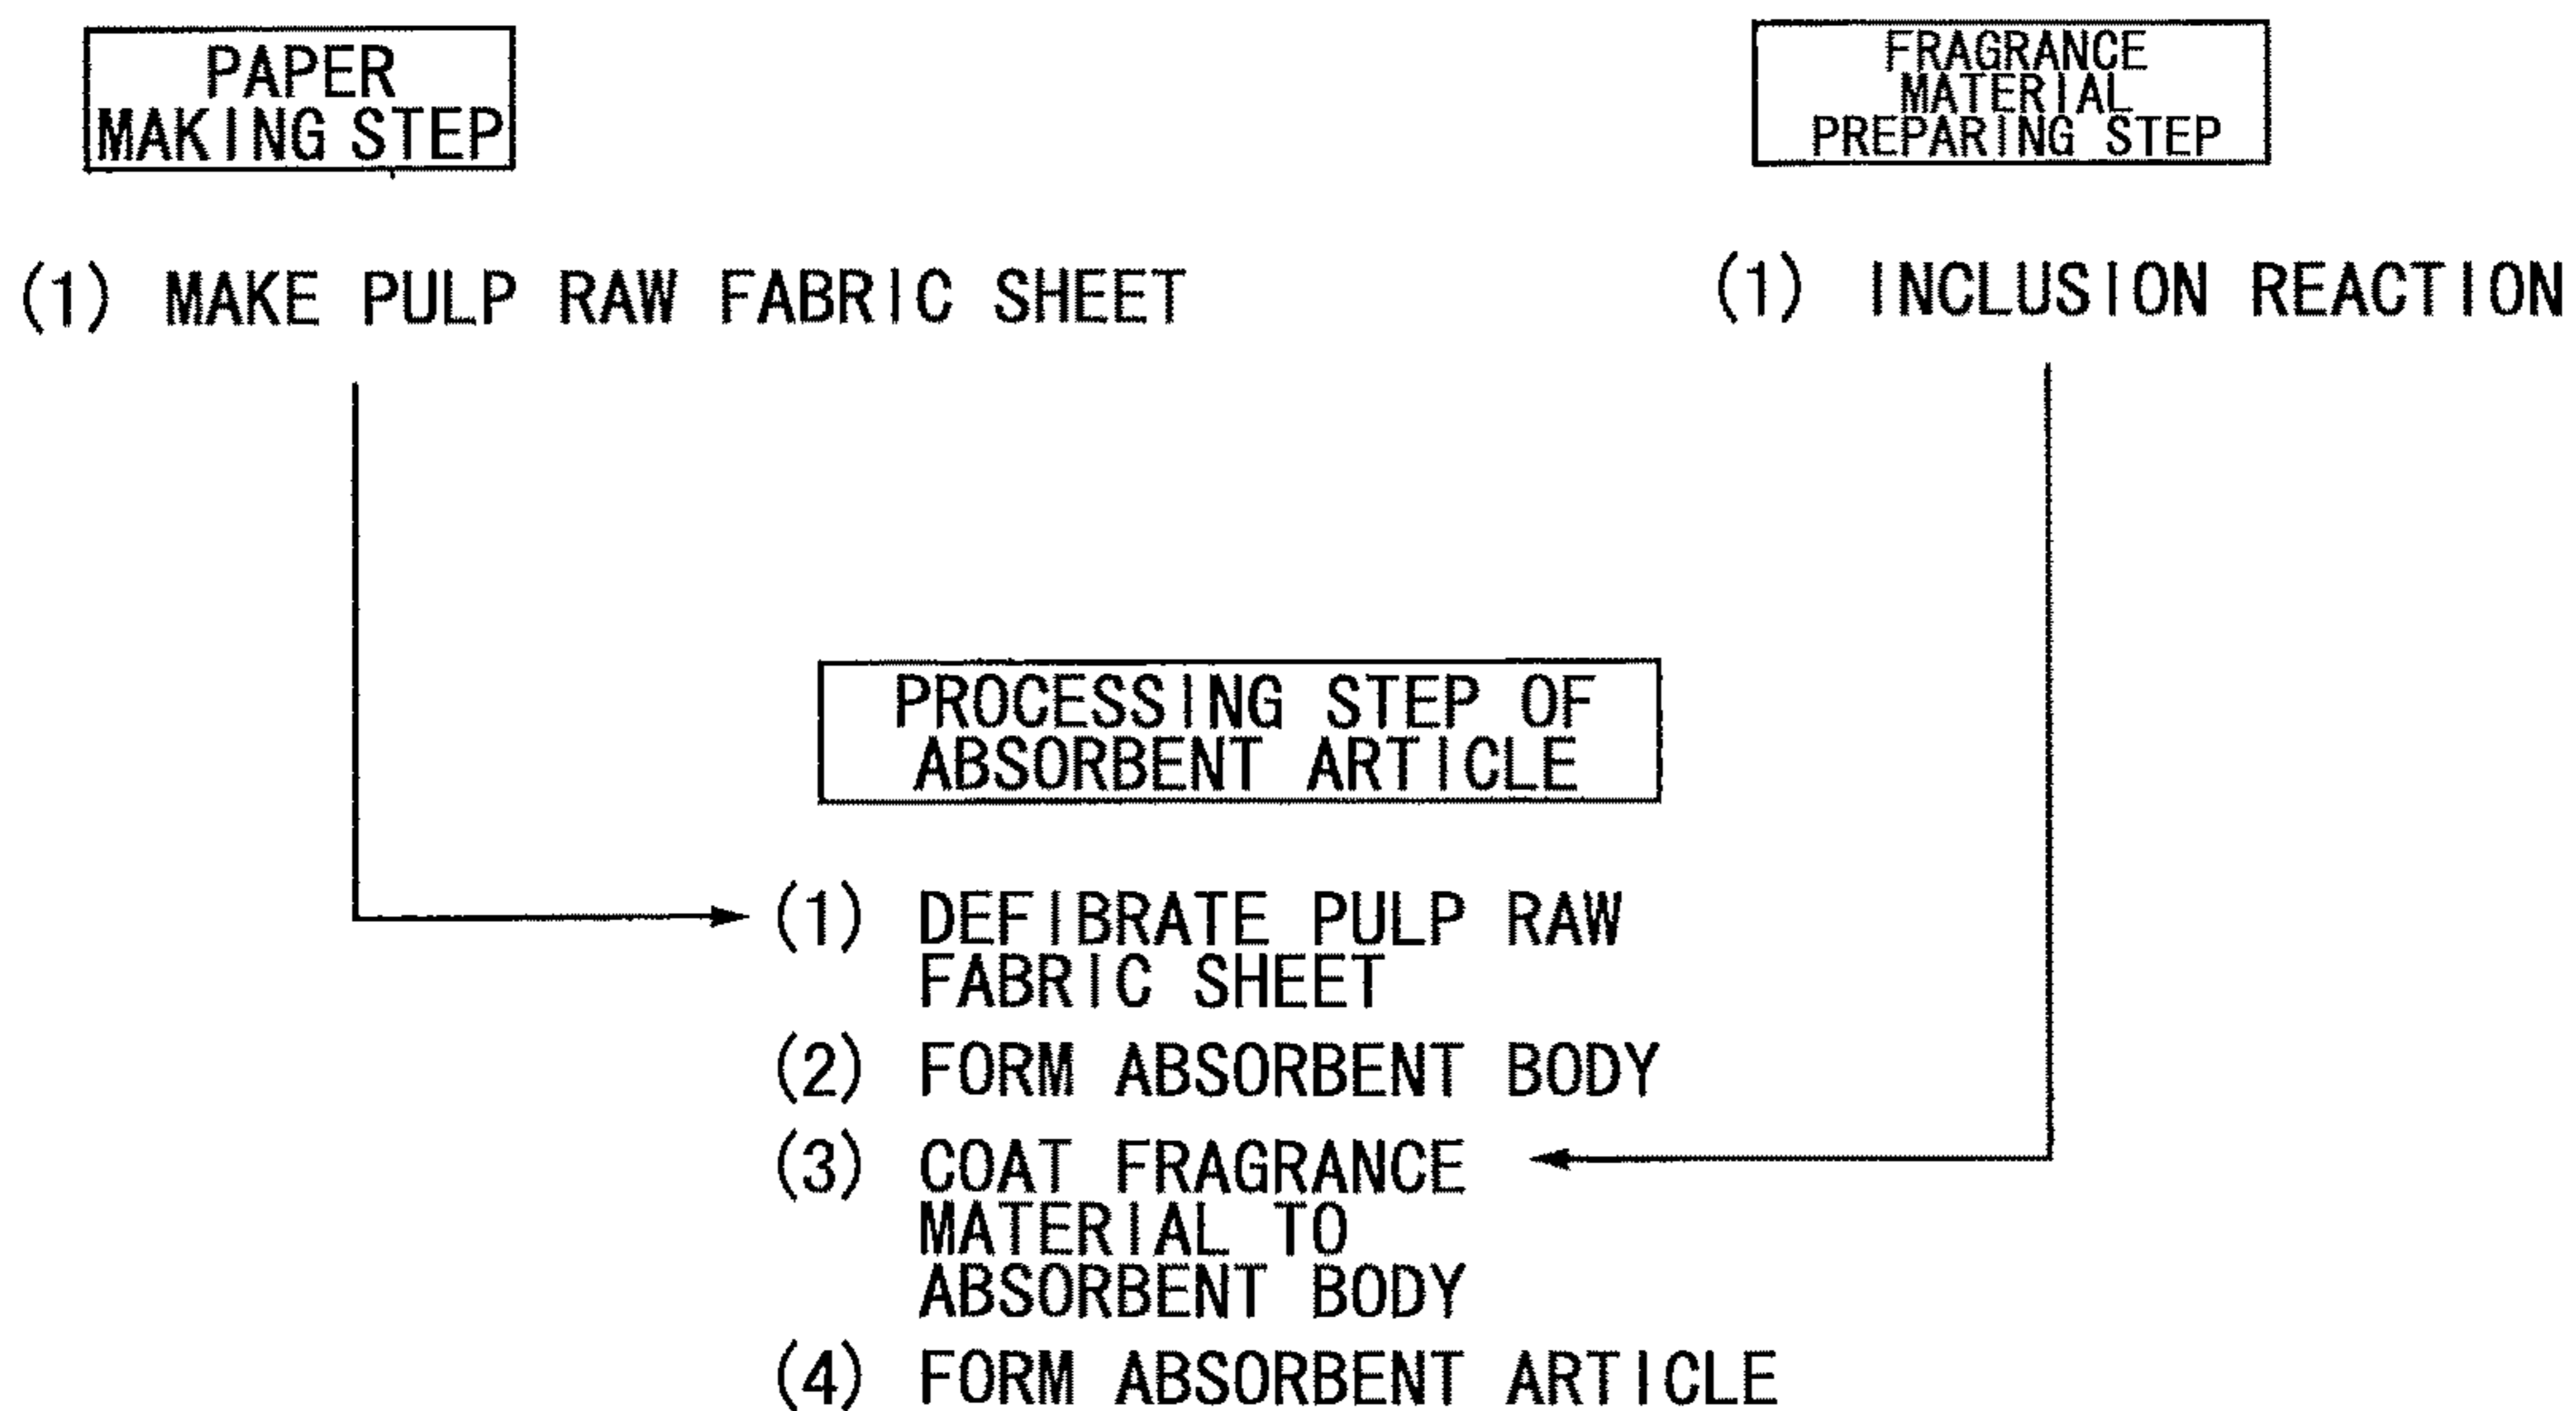 PAPER
MAKING STEP
FRAGRANCE
MATERIAL
PREPARING STEP
(1) MAKE PULP RAW FABRIC SHEET
(1) INCLUSION REACTION
PROCESSING STEP OF
ABSORBENT ARTICLE
(1) DEFIBRATE PULP RAW
FABRIC SHEET
(2) FORM ABSORBENT BODY
(3) COAT FRAGRANCE
MATERIAL TO
ABSORBENT BODY
(4) FORM ABSORBENT ARTICLE